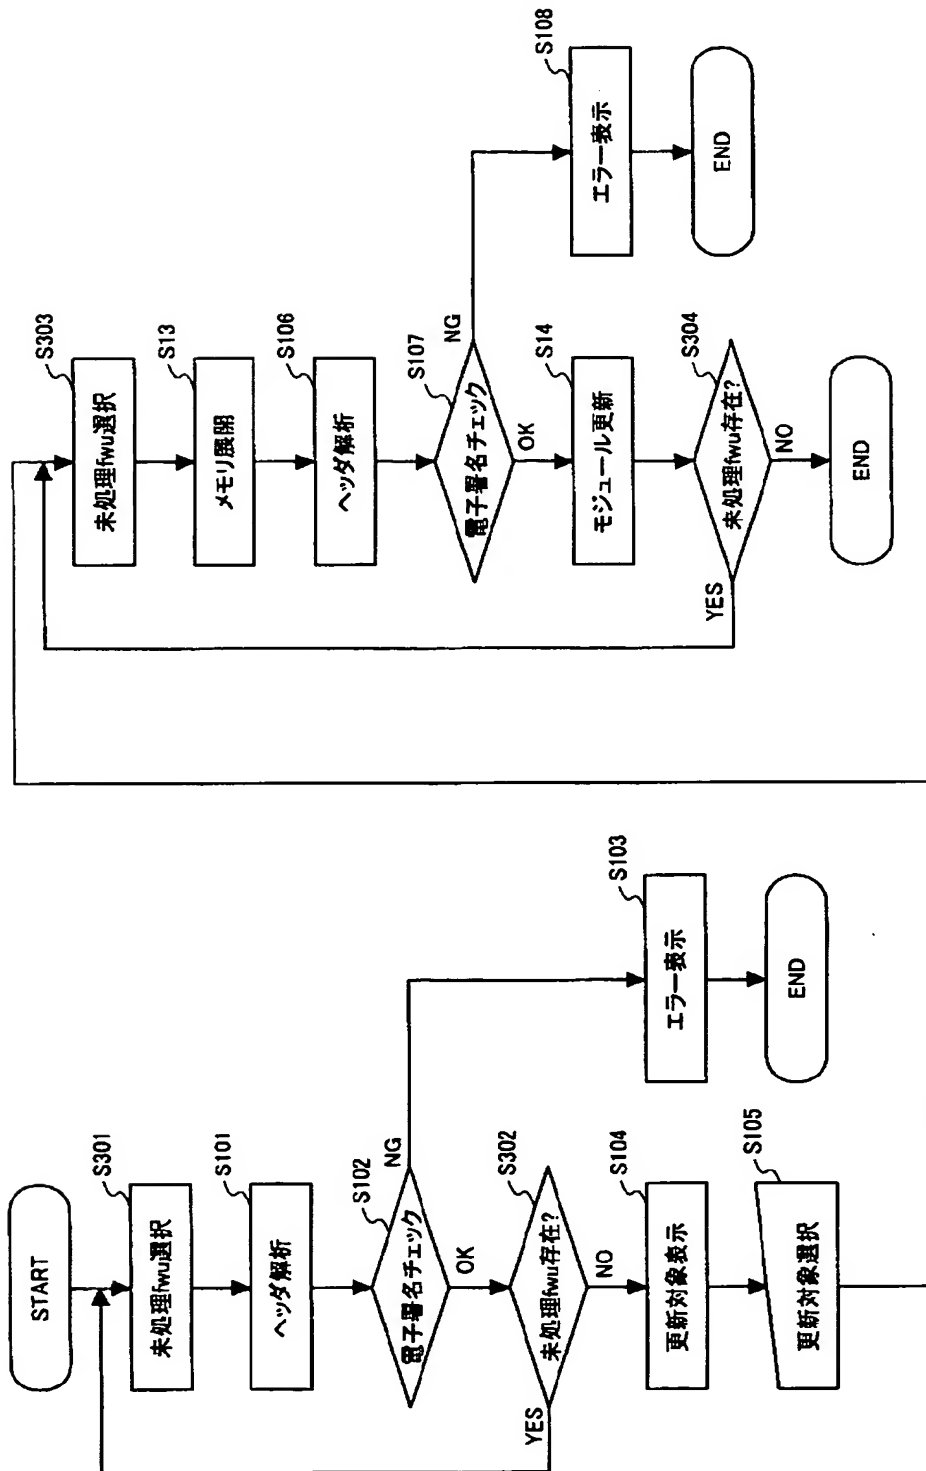 START
S301
未処理fwu選択
S101
ヘッダ解析
S102
電子署名チェック
NG
OK
S302
未処理fwu存在?
YES
NO
S103
エラー表示
END
S104
更新対象表示
S105
更新対象選択
S303
未処理fwu選択
S13
メモリ展開
S106
ヘッダ解析
S107
電子署名チェック
NG
OK
S108
エラー表示
END
S14
モジュール更新
S304
未処理fwu存在?
YES
NO
END